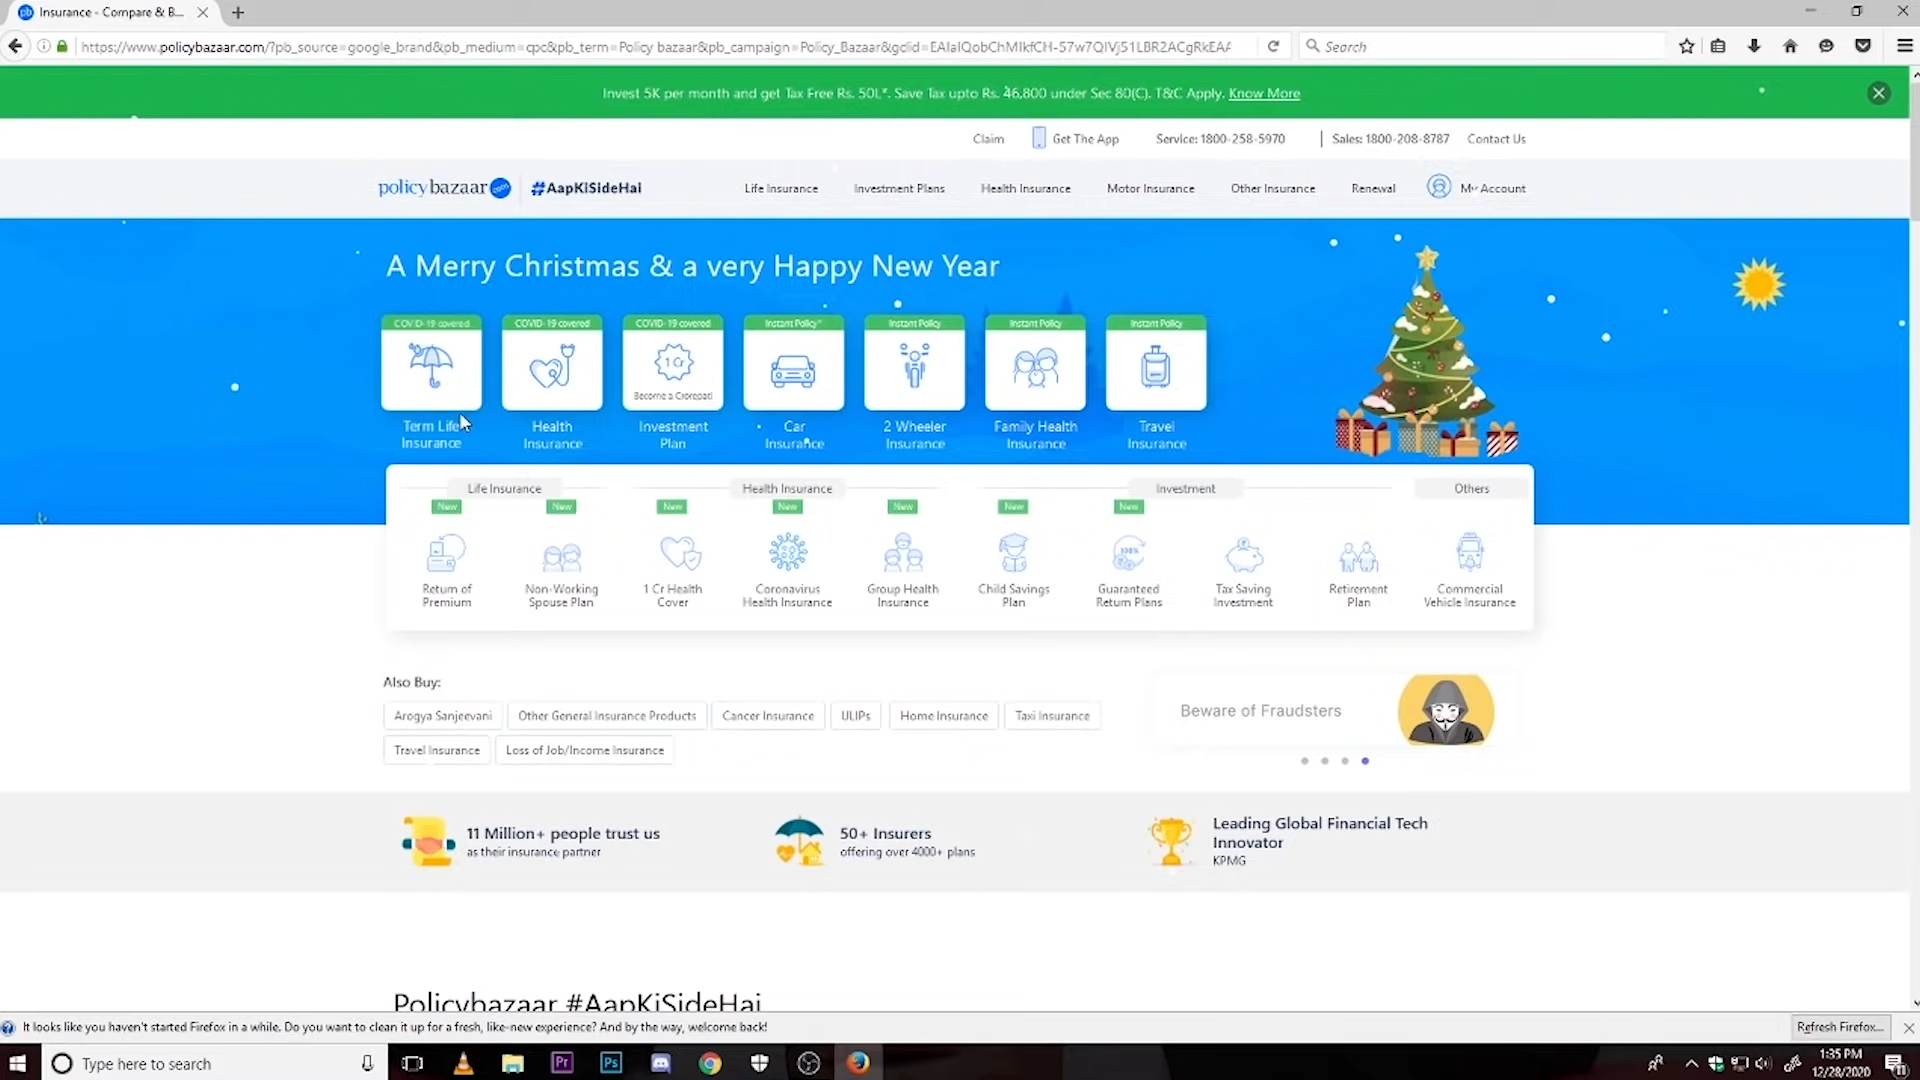 Insurance - Compare & B...
https://www.policybazaar.com/?pb_source=google_brand&pb_medium=cpc&pb_term=Policy bazaar&pb_campaign=Policy_Bazaar&gclid=
Search
Invest 5K per month and get Tax Free Rs. 50L*. Save Tax upto Rs. 46,800 under Sec 80(C). T&C Apply. Know More
Claim Get The App Service: 1800-258-5970 | Sales: 1800-208-8787 Contact Us
policybazaar.com #AapKiSideHai Life Insurance Investment Plans Health Insurance Motor Insurance Other Insurance Renewal My Account
A Merry Christmas & a very Happy New Year
COVID-19 covered COVID-19 covered COVID-19 covered Instant Policy* Instant Policy Instant Policy Instant Policy
1 Cr
Become a Crorepati
Term Life Health Investment Car 2 Wheeler Family Health Travel
Insurance Insurance Plan Insurance Insurance Insurance Insurance
Life Insurance Health Insurance Investment Others
New New New New New New New
100%
Return of Non-Working 1 Cr Health Coronavirus Group Health Child Savings Guaranteed Tax Saving Retirement Commercial
Premium Spouse Plan Cover Health Insurance Insurance Plan Return Plans Investment Plan Vehicle Insurance
Also Buy:
Arogya Sanjeevani Other General Insurance Products Cancer Insurance ULIPs Home Insurance Taxi Insurance
Travel Insurance Loss of Job/Income Insurance
Beware of Fraudsters
11 Million+ people trust us
as their insurance partner
50+ Insurers
offering over 4000+ plans
Leading Global Financial Tech
Innovator
KPMG
Policybazaar #AapKiSideHai
It looks like you haven't started Firefox in a while. Do you want to clean it up for a fresh, like-new experience? And by the way, welcome back!
Refresh Firefox...
Type here to search
Pr
Ps
1:35 PM
12/28/2020